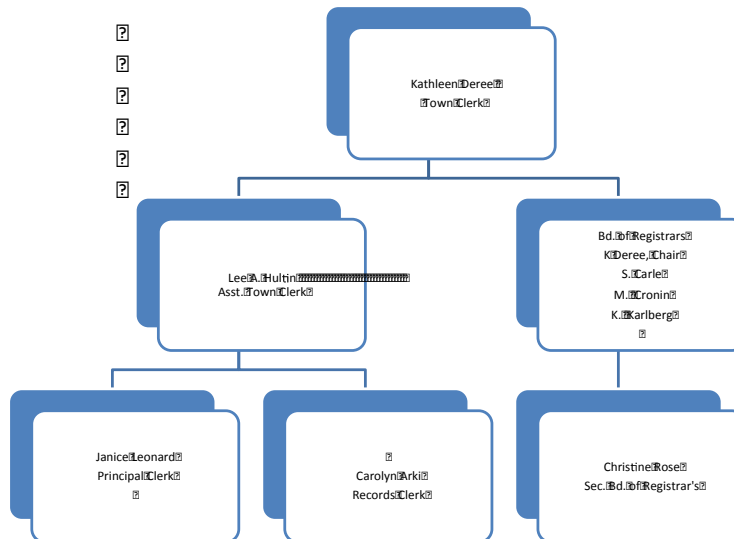 Kathleen Deree
Town Clerk
Lee A. Hultin
Asst. Town Clerk
Bd. of Registrars
K Deree, Chair
S. Carle
M. Cronin
K. Karlberg
Janice Leonard
Principal Clerk
Carolyn Arki
Records Clerk
Christine Rose
Sec. Bd. of Registrar's